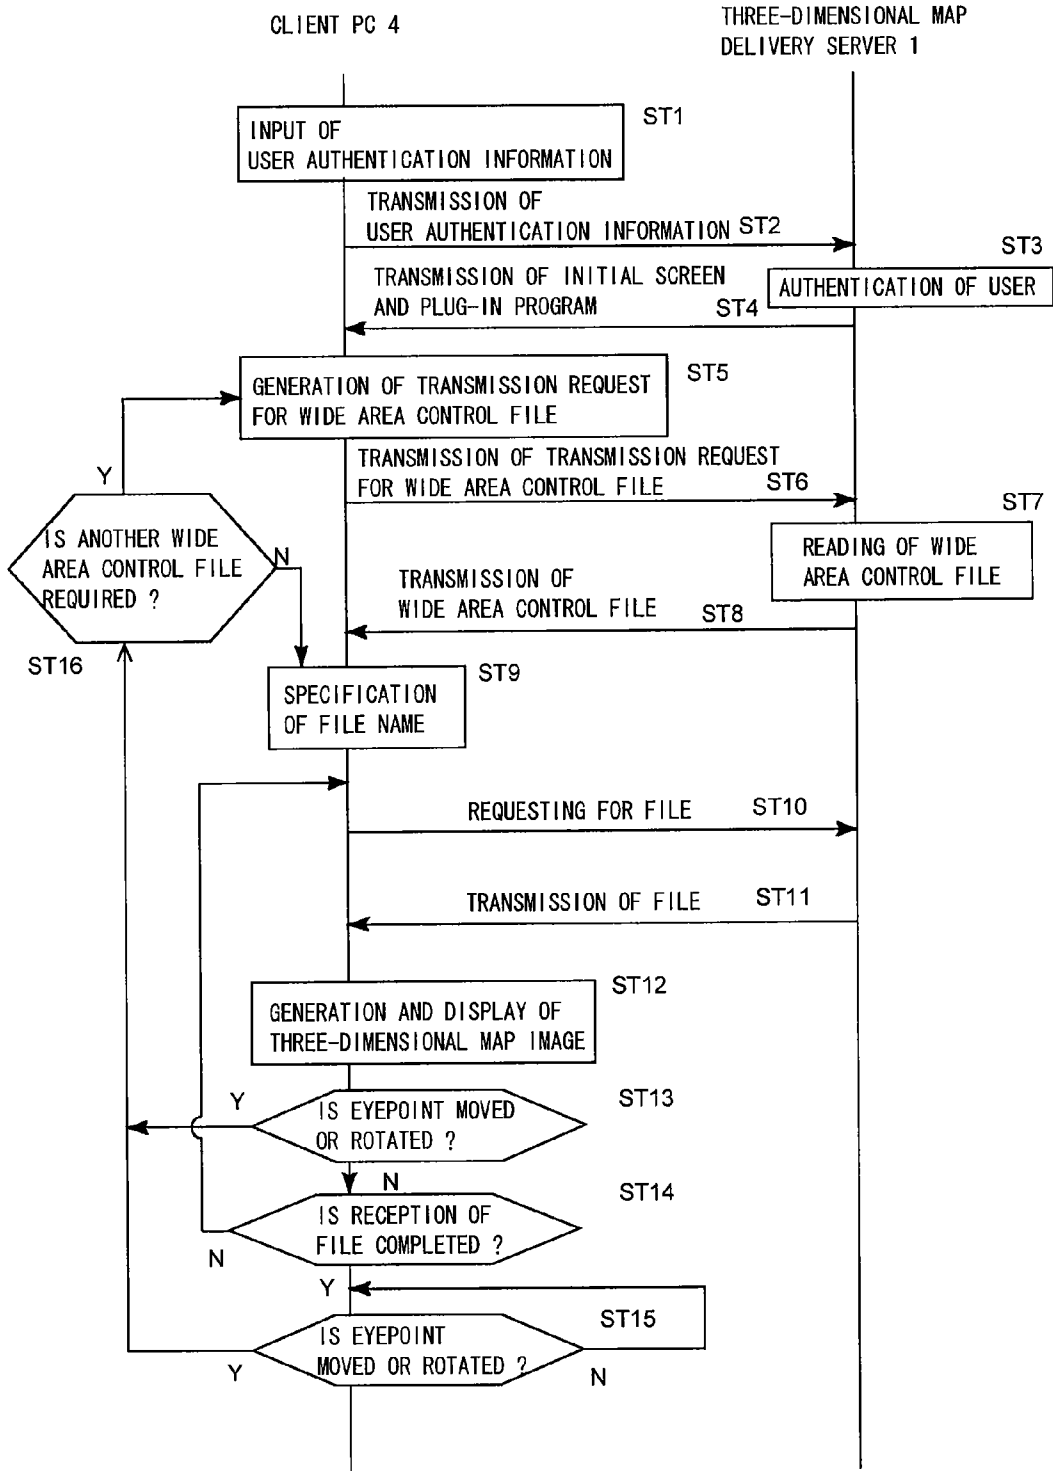 CLIENT PC 4
THREE-DIMENSIONAL MAP
DELIVERY SERVER 1
ST1
INPUT OF
USER AUTHENTICATION INFORMATION
TRANSMISSION OF
USER AUTHENTICATION INFORMATION
ST2
ST3
AUTHENTICATION OF USER
TRANSMISSION OF INITIAL SCREEN
AND PLUG-IN PROGRAM
ST4
GENERATION OF TRANSMISSION REQUEST
FOR WIDE AREA CONTROL FILE
ST5
TRANSMISSION OF TRANSMISSION REQUEST
FOR WIDE AREA CONTROL FILE
ST6
Y
ST7
READING OF WIDE
AREA CONTROL FILE
IS ANOTHER WIDE
AREA CONTROL FILE
REQUIRED ?
N
TRANSMISSION OF
WIDE AREA CONTROL FILE
ST8
ST16
ST9
SPECIFICATION
OF FILE NAME
REQUESTING FOR FILE
ST10
TRANSMISSION OF FILE
ST11
ST12
GENERATION AND DISPLAY OF
THREE-DIMENSIONAL MAP IMAGE
Y
IS EYEPOINT MOVED
OR ROTATED ?
ST13
N
ST14
IS RECEPTION OF
FILE COMPLETED ?
N
Y
ST15
IS EYEPOINT
MOVED OR ROTATED ?
Y
N